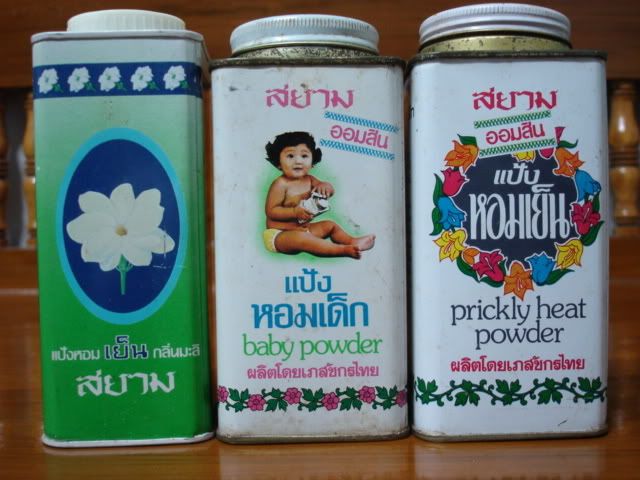 แป้งหอม เย็น กลิ่นมะลิ
สยาม
สยาม
ออมสิน
แป้ง
หอมเด็ก
baby powder
ผลิตโดยเภสัชกรไทย
สยาม
ออมสิน
แป้ง
หอมเย็น
prickly heat
powder
ผลิตโดยเภสัชกรไทย